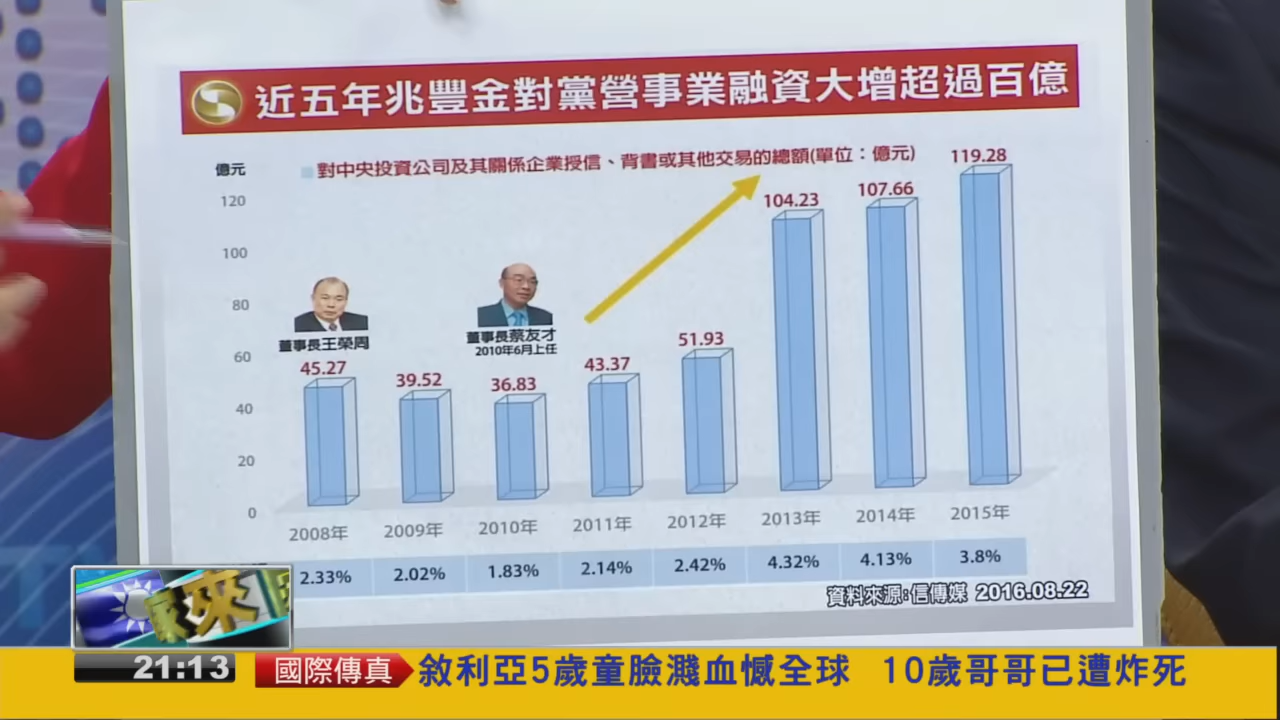 近五年兆豐金對黨營事業融資大增超過百億
億元
對中央投資公司及其關係企業授信、背書或其他交易的總額(單位：億元)
120
100
80
60
40
20
0
董事長王榮周
董事長蔡友才
2010年6月上任
45.27
39.52
36.83
43.37
51.93
104.23
107.66
119.28
2008年
2009年
2010年
2011年
2012年
2013年
2014年
2015年
2.33%
2.02%
1.83%
2.14%
2.42%
4.32%
4.13%
3.8%
資料來源:信傳媒 2016.08.22
來
21:13
國際傳真
敘利亞5歲童臉濺血憾全球 10歲哥哥已遭炸死